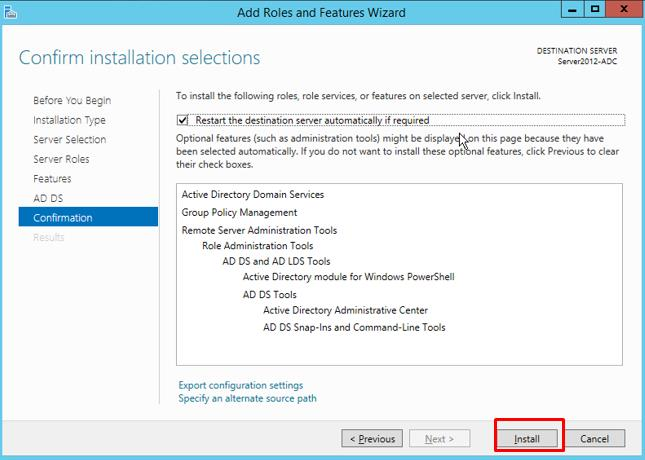 Add Roles and Features Wizard
Confirm installation selections
DESTINATION SERVER
Server2012-ADC
Before You Begin
Installation Type
Server Selection
Server Roles
Features
AD DS
Confirmation
Results
To install the following roles, role services, or features on selected server, click Install.
Restart the destination server automatically if required
Optional features (such as administration tools) might be displayed on this page because they have
been selected automatically. If you do not want to install these optional features, click Previous to clear
their check boxes.
Active Directory Domain Services
Group Policy Management
Remote Server Administration Tools
Role Administration Tools
AD DS and AD LDS Tools
Active Directory module for Windows PowerShell
AD DS Tools
Active Directory Administrative Center
AD DS Snap-Ins and Command-Line Tools
Export configuration settings
Specify an alternate source path
< Previous
Next >
Install
Cancel